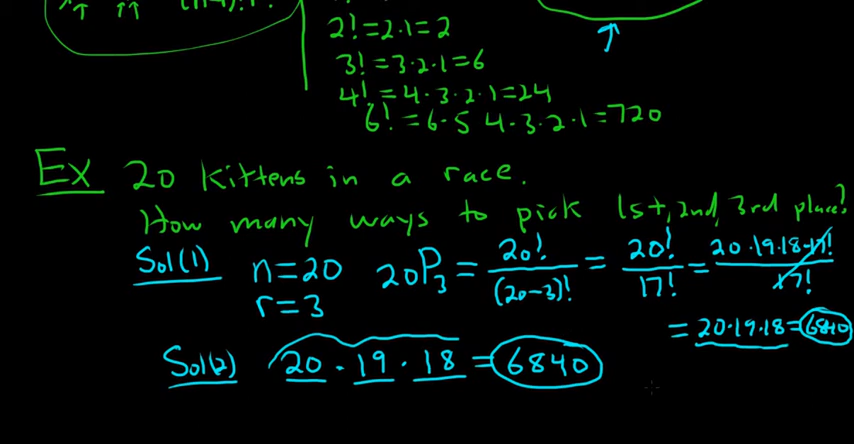 2! = 2·1 = 2
3! = 3·2·1 = 6
4! = 4·3·2·1 = 24
6! = 6·5 4·3·2·1 = 720
Ex 20 kittens in a race.
How many ways to pick 1st, 2nd, 3rd place?
Sol(1) n = 20 20P₃ = 20!/(20-3)! = 20!/17! = 20·19·18·17!/17!
r = 3
= 20·19·18 = 6840
Sol(2) 20 · 19 · 18 = 6840